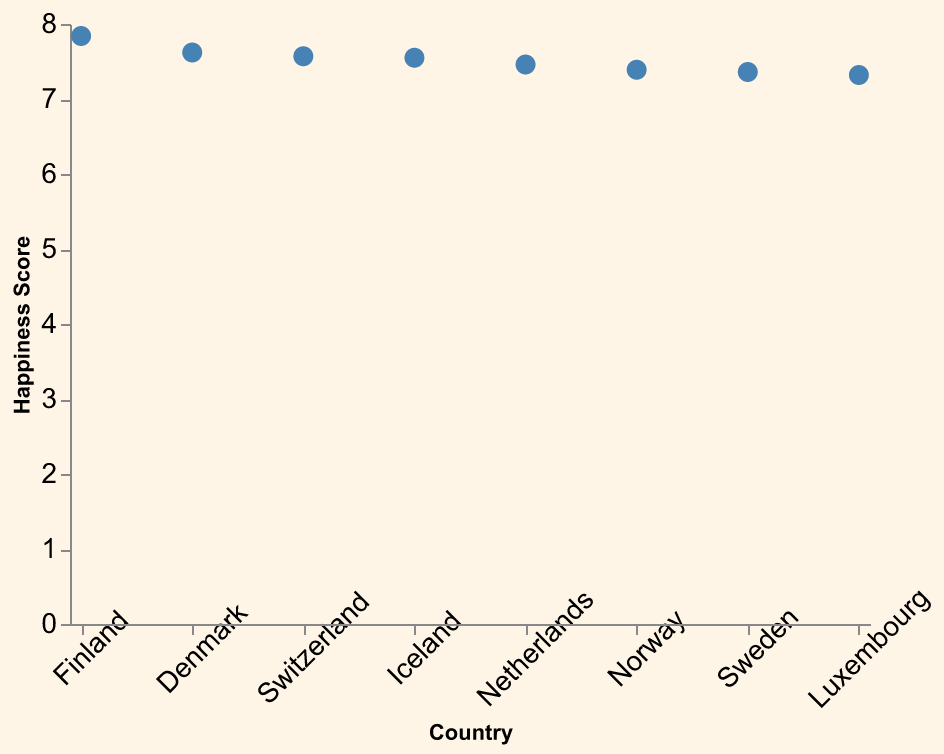 8
7
6
5
4
3
2
1
0
Happiness Score
Finland
Denmark
Switzerland
Iceland
Netherlands
Norway
Sweden
Luxembourg
Country